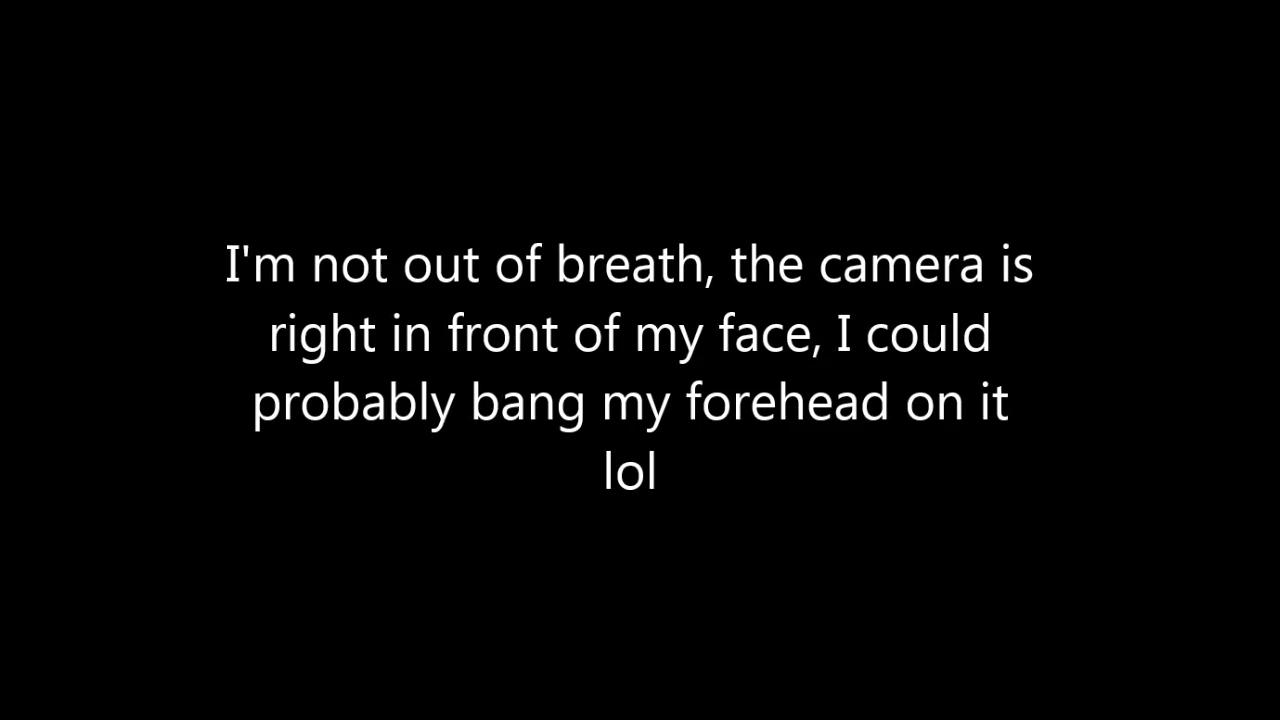 I'm not out of breath, the camera is
right in front of my face, I could
probably bang my forehead on it
lol